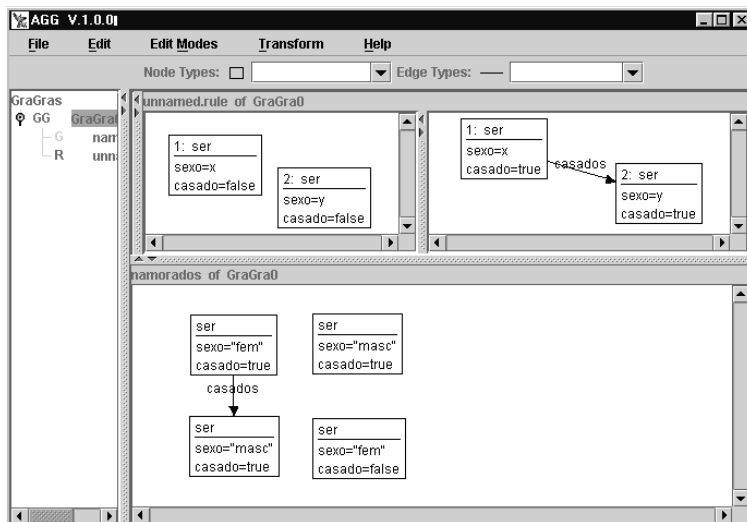 AGG V.1.0.0
File Edit Edit Modes Transform Help
Node Types: Edge Types:
GraGras
GG GraGra
G nam
R unna
unnamed.rule of GraGra0
1: ser
sexo=x
casado=false
2: ser
sexo=y
casado=false
1: ser
sexo=x
casado=true
casados
2: ser
sexo=y
casado=true
namorados of GraGra0
ser
sexo="fem"
casado=true
ser
sexo="masc"
casado=true
casados
ser
sexo="masc"
casado=true
ser
sexo="fem"
casado=false